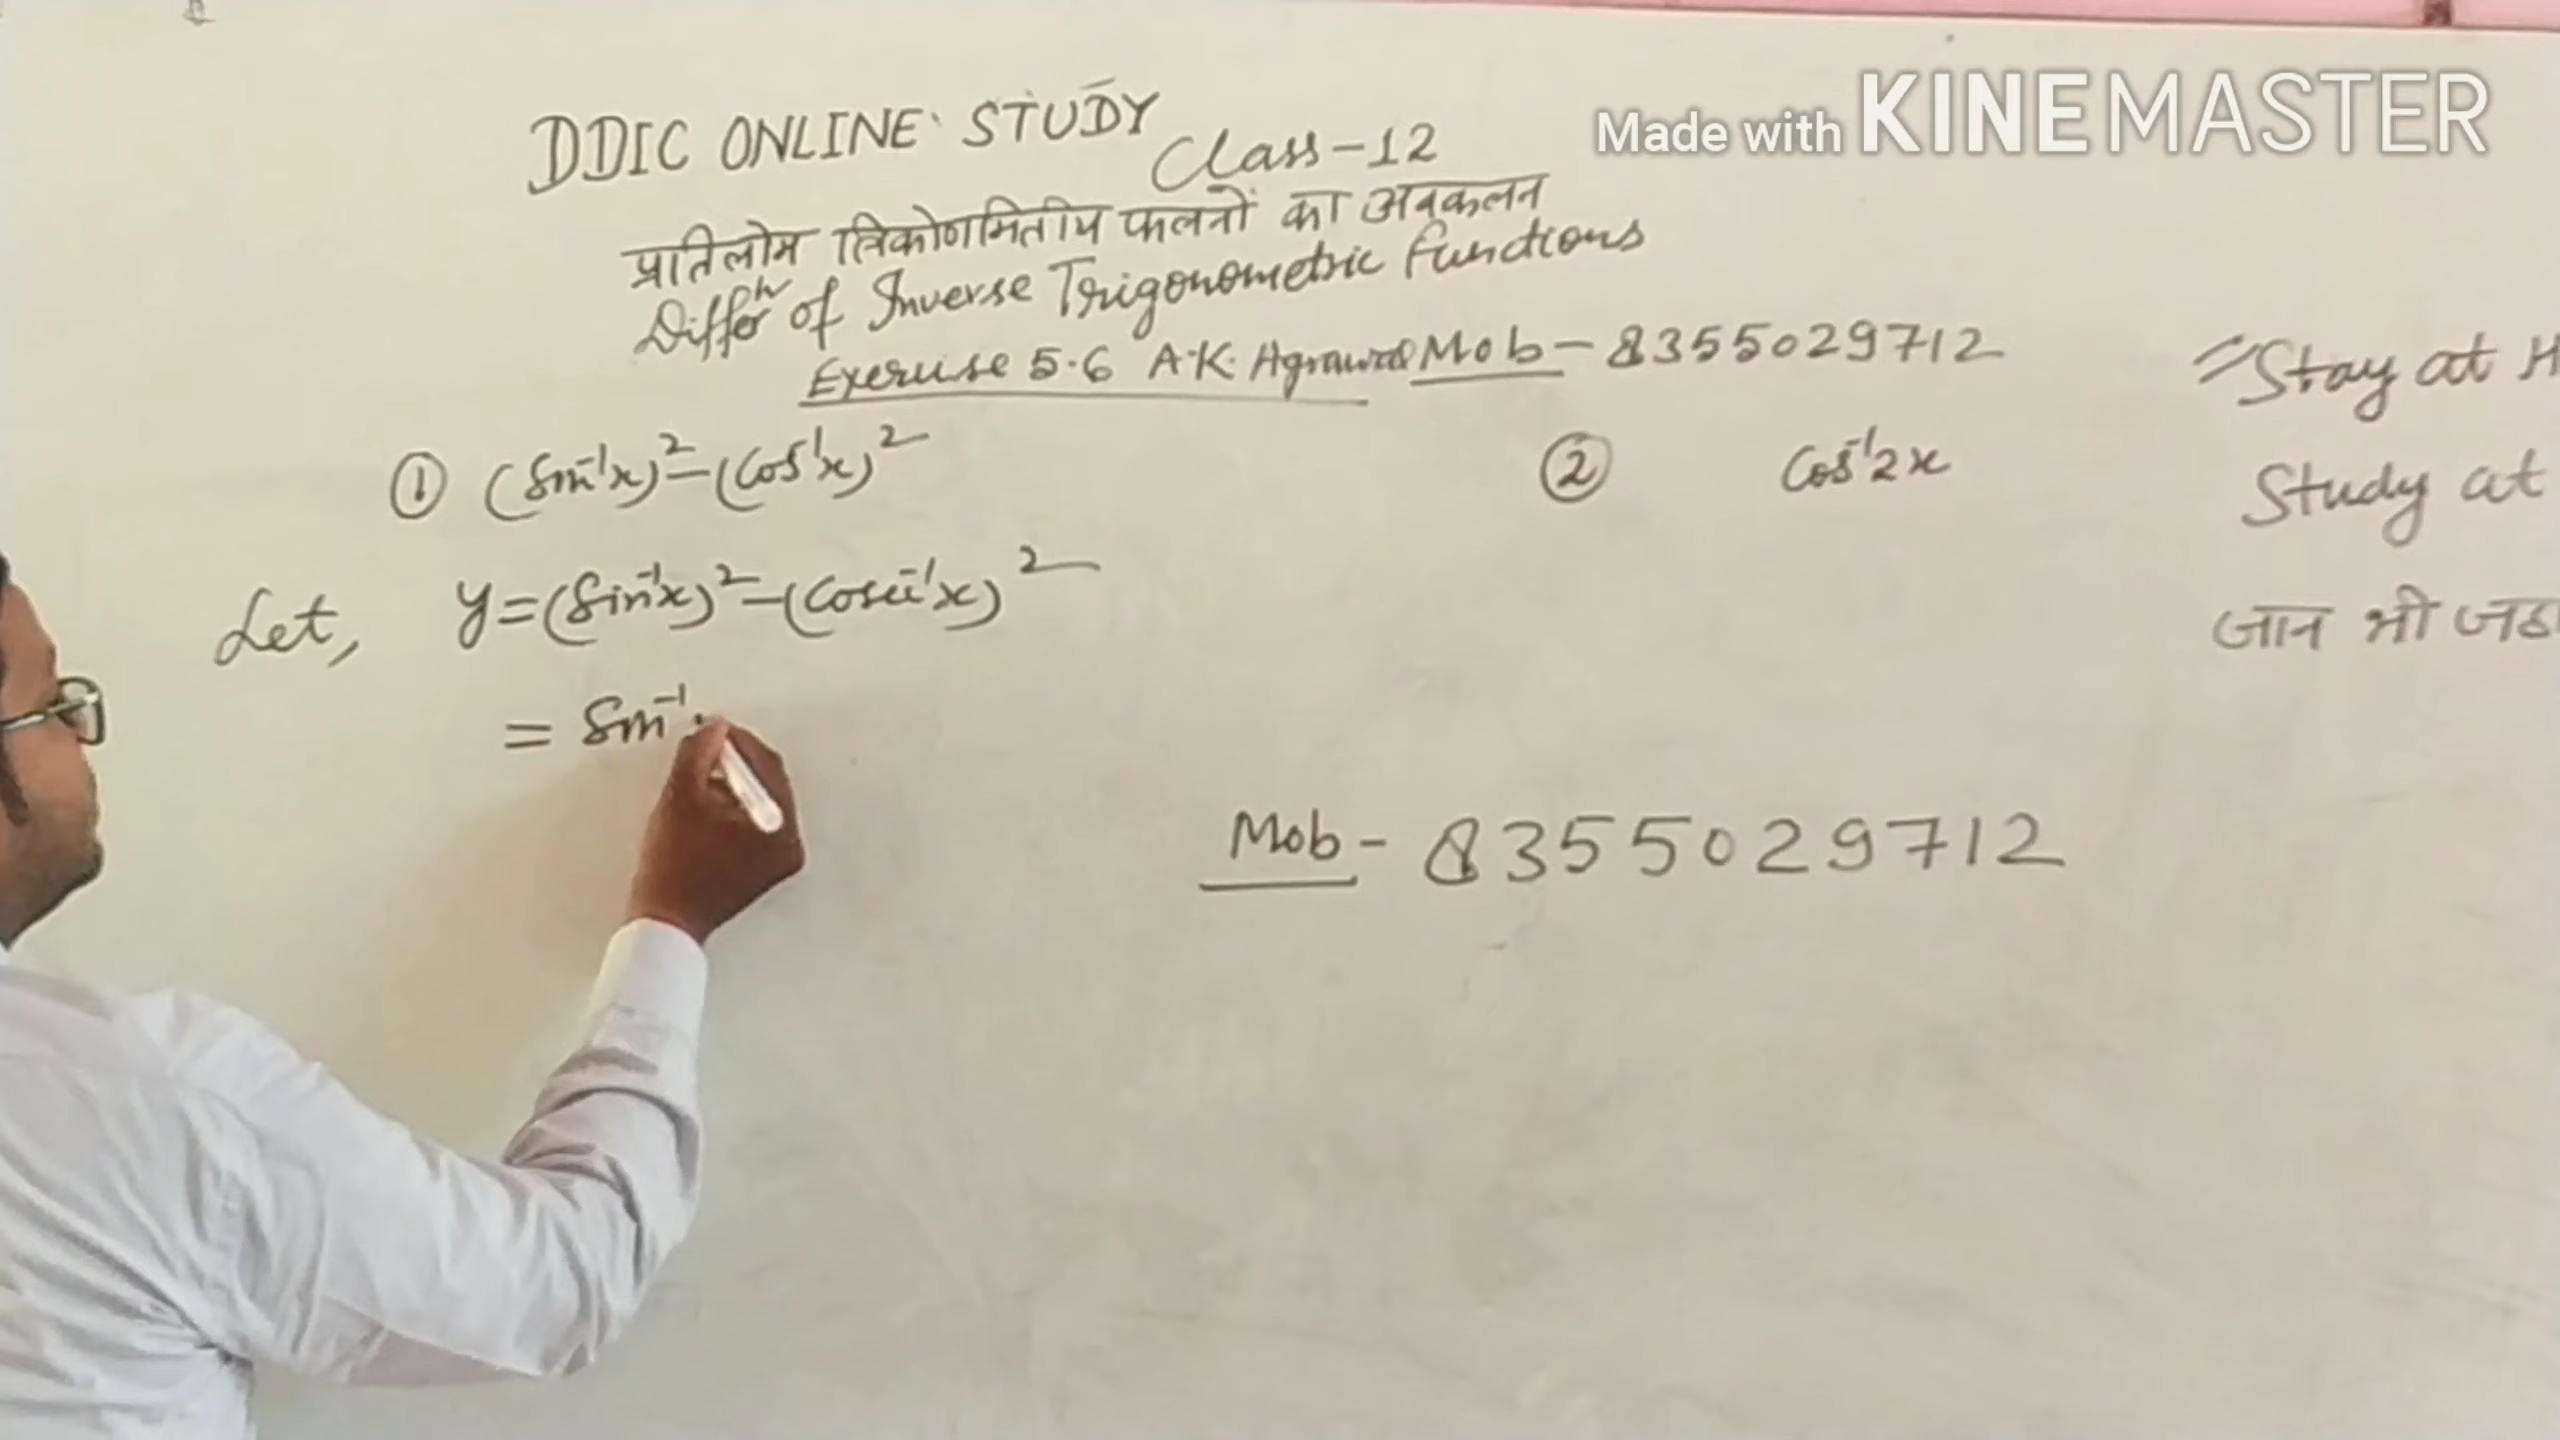 Made with KINEMASTER
DDIC ONLINE STUDY
Class-12
प्रतिलोम त्रिकोणमितीय फलनों का अवकलन
Diffeⁿ of Inverse Trigonometric Functions
Exercise 5.6 A.K. Agrawal Mob - 8355029712
① (Sin⁻¹x)² - (Cos⁻¹x)²
② Cos⁻¹2x
Let, y = (Sin⁻¹x)² - (Cosec⁻¹x)²
= Sin⁻¹
Mob - 8355029712
Stay at H
Study at
जान भी जहा